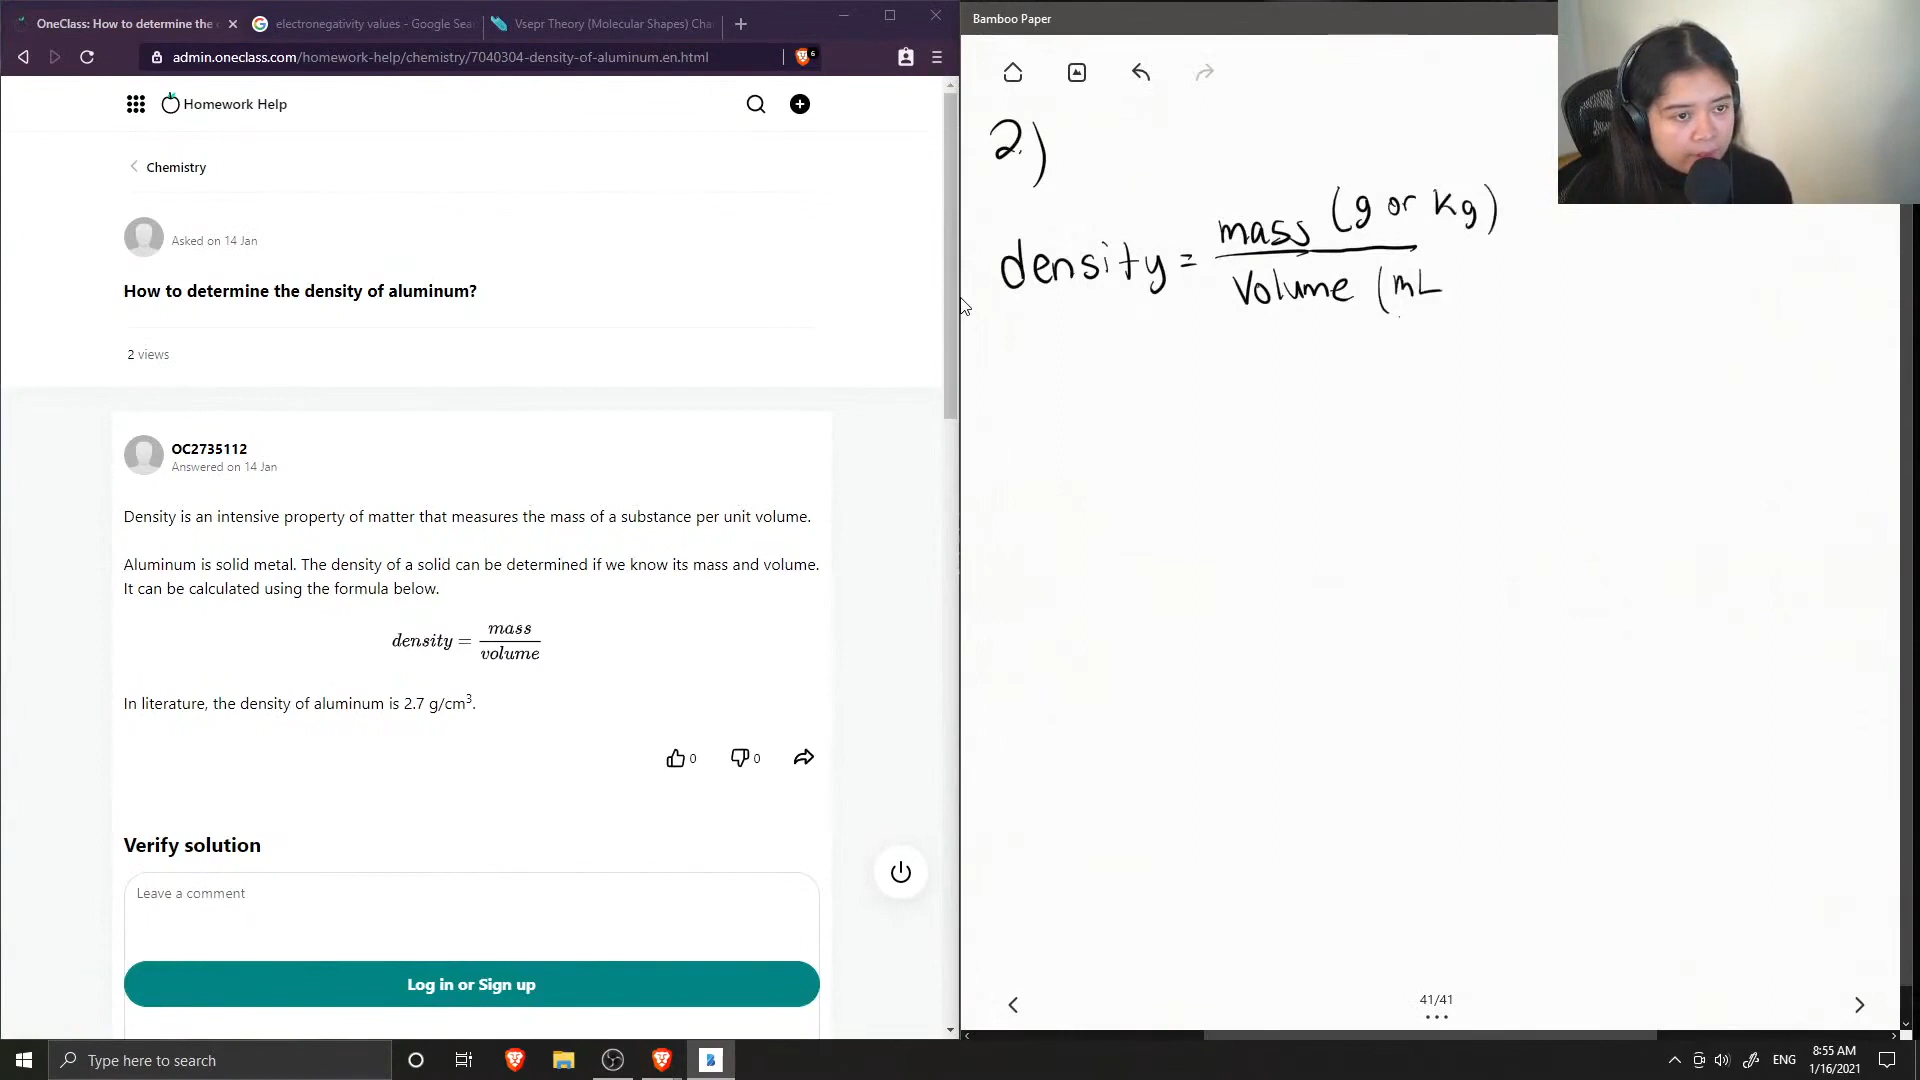 OneClass: How to determine the
electronegativity values - Google Sea
Vsepr Theory (Molecular Shapes) Cha
admin.oneclass.com/homework-help/chemistry/7040304-density-of-aluminum.en.html
6
Homework Help
Chemistry
Asked on 14 Jan
How to determine the density of aluminum?
2 views
OC2735112
Answered on 14 Jan
Density is an intensive property of matter that measures the mass of a substance per unit volume.
Aluminum is solid metal. The density of a solid can be determined if we know its mass and volume.
It can be calculated using the formula below.
density = mass / volume
In literature, the density of aluminum is 2.7 g/cm³.
0
0
Verify solution
Leave a comment
Log in or Sign up
Bamboo Paper
2.)
density = mass (g or kg)
Volume (mL
41/41
Type here to search
ENG
8:55 AM
1/16/2021